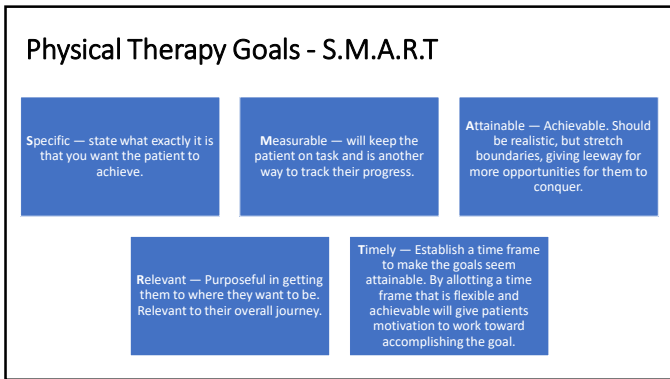 Physical Therapy Goals - S.M.A.R.T
Specific — state what exactly it is
that you want the patient to
achieve.
Measurable — will keep the
patient on task and is another
way to track their progress.
Attainable — Achievable. Should
be realistic, but stretch
boundaries, giving leeway for
more opportunities for them to
conquer.
Relevant — Purposeful in getting
them to where they want to be.
Relevant to their overall journey.
Timely — Establish a time frame
to make the goals seem
attainable. By allotting a time
frame that is flexible and
achievable will give patients
motivation to work toward
accomplishing the goal.